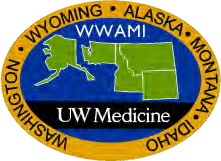 WASHINGTON • WYOMING • ALASKA • MONTANA • IDAHO
WWAMI
UW Medicine